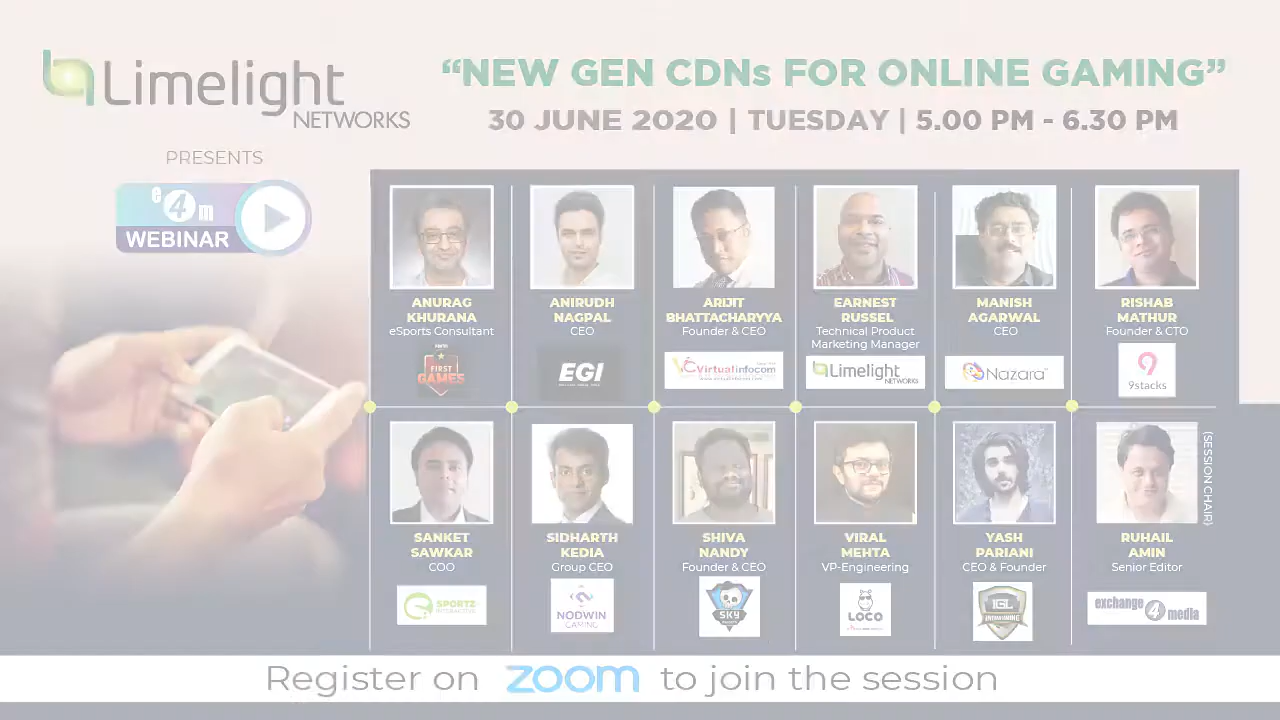 Limelight
NETWORKS
PRESENTS
e4m
WEBINAR
“NEW GEN CDNs FOR ONLINE GAMING”
30 JUNE 2020 | TUESDAY | 5.00 PM - 6.30 PM
ANURAG
KHURANA
eSports Consultant
FIRST
GAMES
ANIRUDH
NAGPAL
CEO
EGI
ARIJIT
BHATTACHARYYA
Founder & CEO
Virtualinfocom
EARNEST
RUSSEL
Technical Product
Marketing Manager
Limelight
NETWORKS
MANISH
AGARWAL
CEO
Nazara
RISHAB
MATHUR
Founder & CTO
9stacks
SANKET
SAWKAR
COO
SPORTZ
INTERACTIVE
SIDHARTH
KEDIA
Group CEO
NODWIN
GAMING
SHIVA
NANDY
Founder & CEO
SKY
VIRAL
MEHTA
VP-Engineering
LOCO
YASH
PARIANI
CEO & Founder
IGL
RUHAIL
AMIN
Senior Editor
(SESSION CHAIR)
exchange4media
Register on zoom to join the session